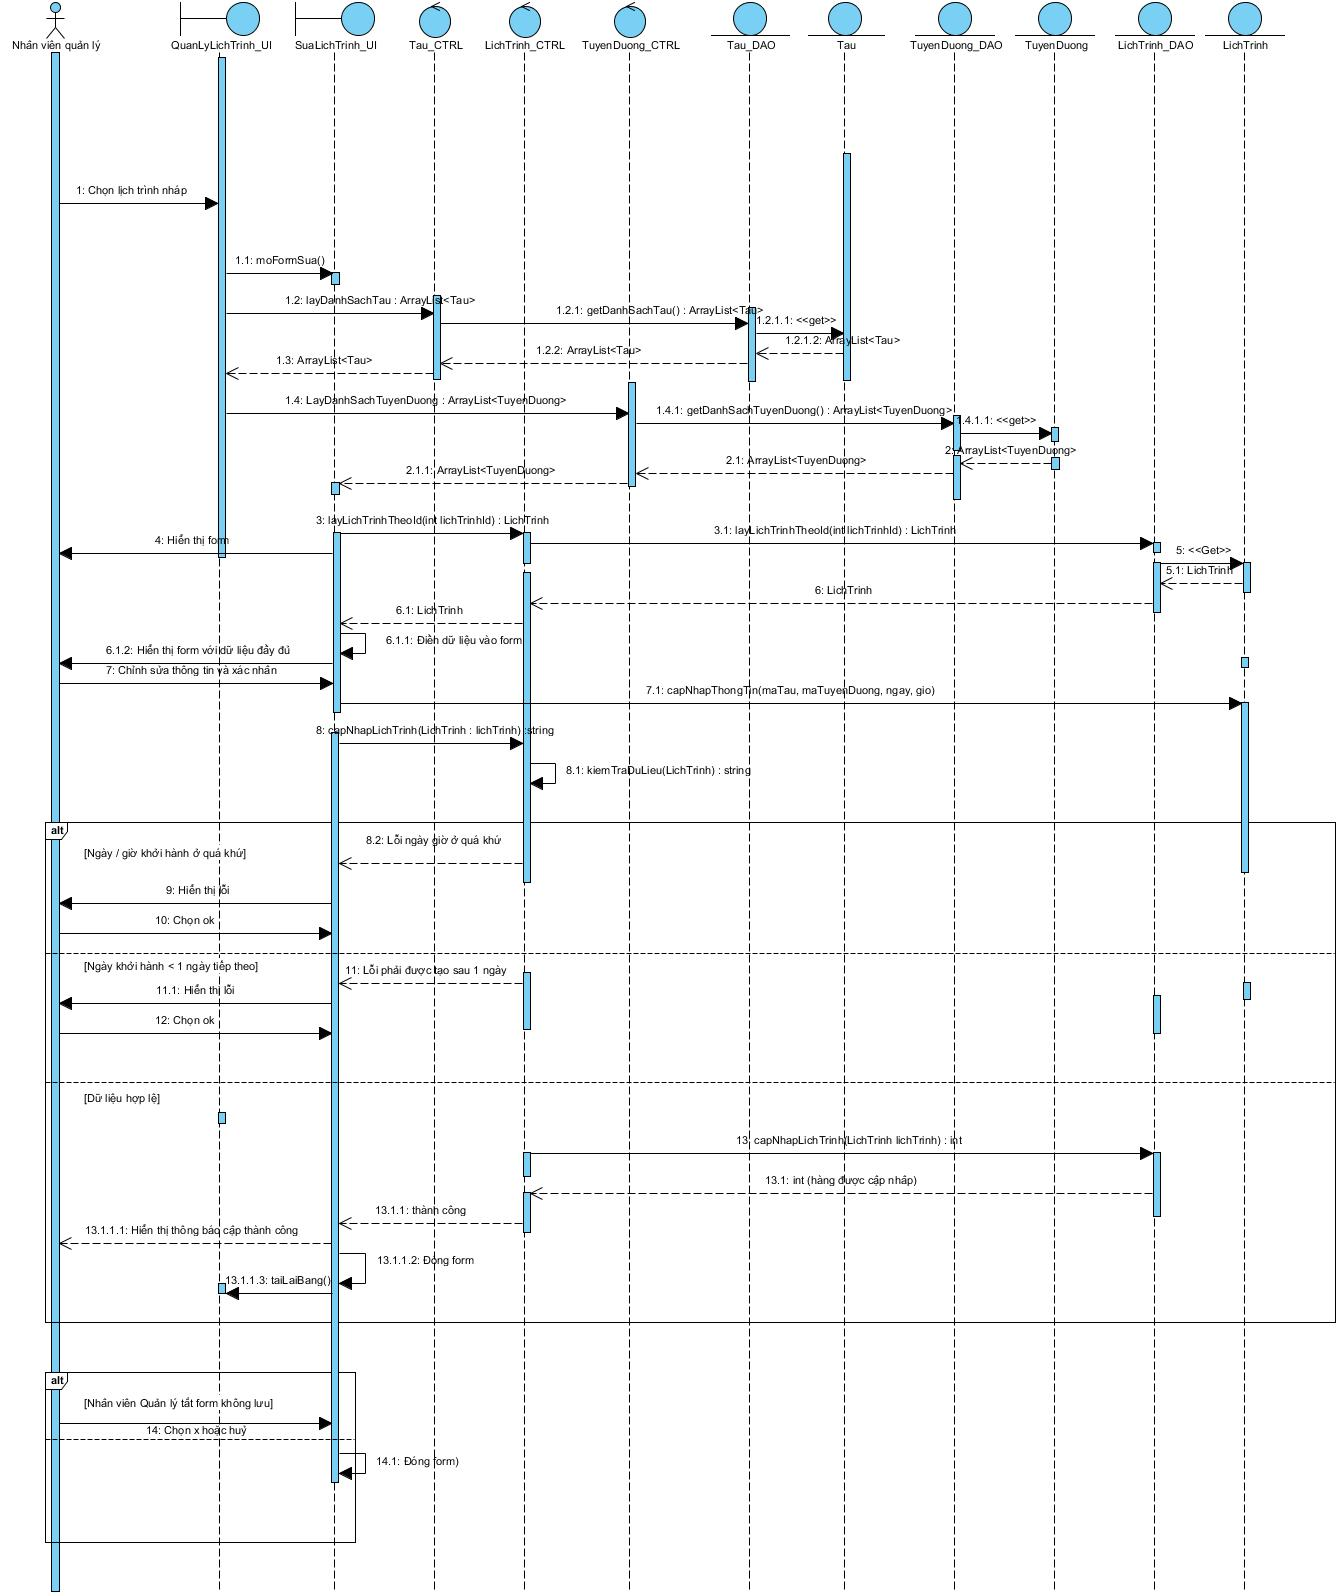 Nhân viên quản lý
QuanLyLichTrinh_UI
SuaLichTrinh_UI
Tau_CTRL
LichTrinh_CTRL
TuyenDuong_CTRL
Tau_DAO
Tau
TuyenDuong_DAO
TuyenDuong
LichTrinh_DAO
LichTrinh
1: Chọn lịch trình nháp
1.1: moFormSua()
1.2: layDanhSachTau : ArrayList<Tau>
1.2.1: getDanhSachTau() : ArrayList<Tau>
1.2.1.1: <<get>>
1.2.1.2: ArrayList<Tau>
1.2.2: ArrayList<Tau>
1.3: ArrayList<Tau>
1.4: LayDanhSachTuyenDuong : ArrayList<TuyenDuong>
1.4.1: getDanhSachTuyenDuong() : ArrayList<TuyenDuong>
1.4.1.1: <<get>>
2: ArrayList<TuyenDuong>
2.1: ArrayList<TuyenDuong>
2.1.1: ArrayList<TuyenDuong>
3: layLichTrinhTheoId(int lichTrinhId) : LichTrinh
3.1: layLichTrinhTheoId(int lichTrinhId) : LichTrinh
4: Hiển thị form
5: <<Get>>
5.1: LichTrinh
6: LichTrinh
6.1: LichTrinh
6.1.1: Điền dữ liệu vào form
6.1.2: Hiển thị form với dữ liệu đầy đủ
7: Chỉnh sửa thông tin và xác nhân
7.1: capNhapThongTin(maTau, maTuyenDuong, ngay, gio)
8: capNhapLichTrinh(LichTrinh : lichTrinh) :string
8.1: kiemTraDuLieu(LichTrinh) : string
alt
8.2: Lỗi ngày giờ ở quá khứ
[Ngày / giờ khởi hành ở quá khứ]
9: Hiển thị lỗi
10: Chọn ok
[Ngày khởi hành < 1 ngày tiếp theo]
11: Lỗi phải được tạo sau 1 ngày
11.1: Hiển thị lỗi
12: Chọn ok
[Dữ liệu hợp lệ]
13: capNhapLichTrinh(LichTrinh lichTrinh) : int
13.1: int (hàng được cập nhấp)
13.1.1: thành công
13.1.1.1: Hiển thị thông báo cập thành công
13.1.1.2: Đóng form
13.1.1.3: taiLaiBang()
alt
[Nhân viên Quản lý tắt form không lưu]
14: Chọn x hoặc huỷ
14.1: Đóng form)